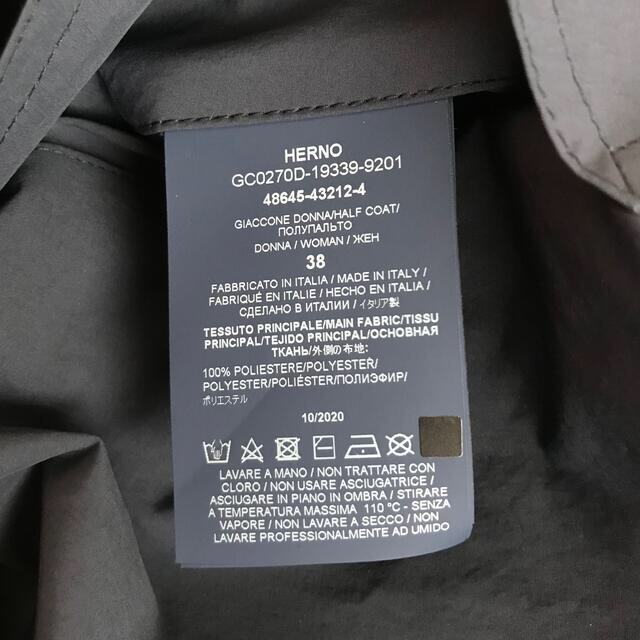 HERNO
GC0270D-19339-9201
48645-43212-4
GIACCONE DONNA/HALF COAT/
ПОЛУПАЛЬТО
DONNA / WOMAN / ЖЕН
38
FABBRICATO IN ITALIA / MADE IN ITALY /
FABRIQUÉ EN ITALIE / HECHO EN ITALIA /
СДЕЛАНО В ИТАЛИИ / イタリア製
TESSUTO PRINCIPALE/MAIN FABRIC/TISSU
PRINCIPAL/TEJIDO PRINCIPAL/ОСНОВНАЯ
ТКАНЬ/外側の布地:
100% POLIESTERE/POLYESTER/
POLYESTER/POLIÉSTER/ПОЛИЭФИР/
ポリエステル
10/2020
LAVARE A MANO / NON TRATTARE CON
CLORO / NON USARE ASCIUGATRICE /
ASCIUGARE IN PIANO IN OMBRA / STIRARE
A TEMPERATURA MASSIMA 110 °C - SENZA
VAPORE / NON LAVARE A SECCO / NON
LAVARE PROFESSIONALMENTE AD UMIDO